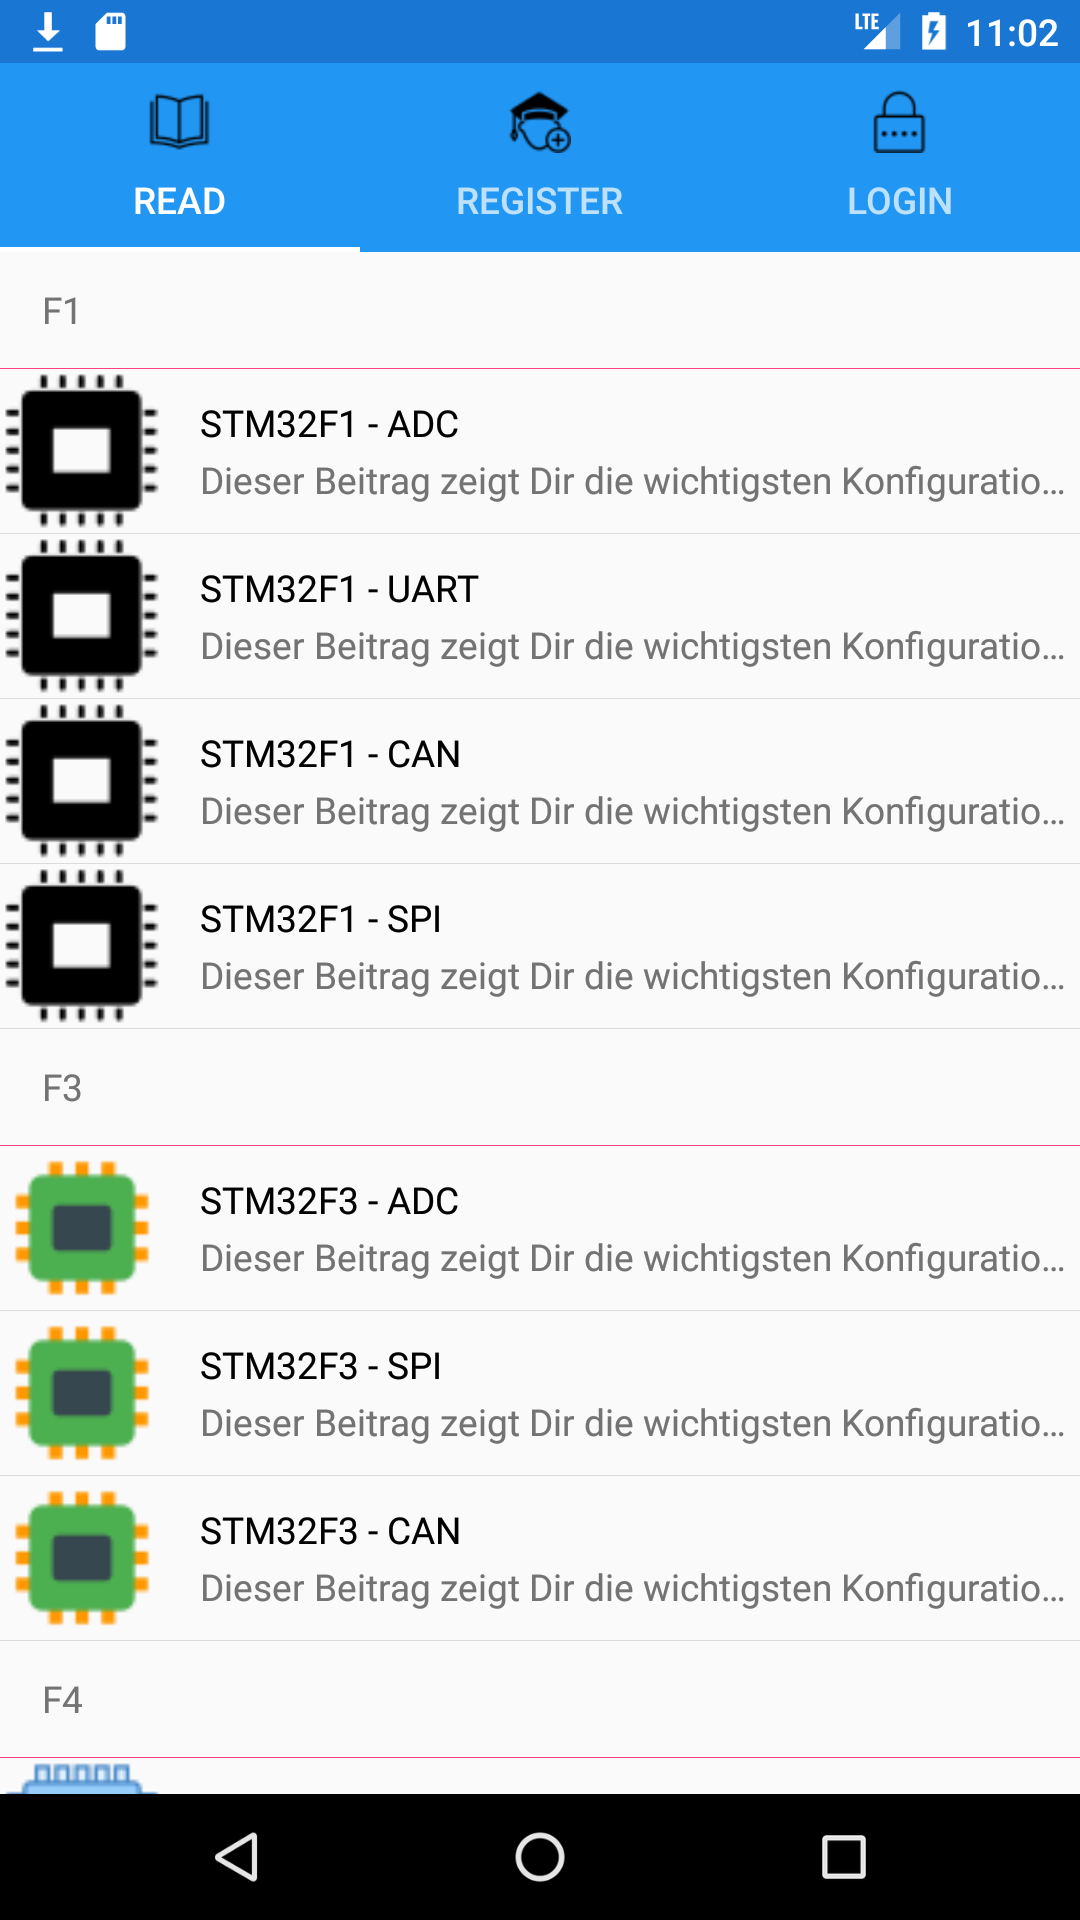 LTE 11:02
READ REGISTER LOGIN
F1
STM32F1 - ADC
Dieser Beitrag zeigt Dir die wichtigsten Konfiguratio...
STM32F1 - UART
Dieser Beitrag zeigt Dir die wichtigsten Konfiguratio...
STM32F1 - CAN
Dieser Beitrag zeigt Dir die wichtigsten Konfiguratio...
STM32F1 - SPI
Dieser Beitrag zeigt Dir die wichtigsten Konfiguratio...
F3
STM32F3 - ADC
Dieser Beitrag zeigt Dir die wichtigsten Konfiguratio...
STM32F3 - SPI
Dieser Beitrag zeigt Dir die wichtigsten Konfiguratio...
STM32F3 - CAN
Dieser Beitrag zeigt Dir die wichtigsten Konfiguratio...
F4